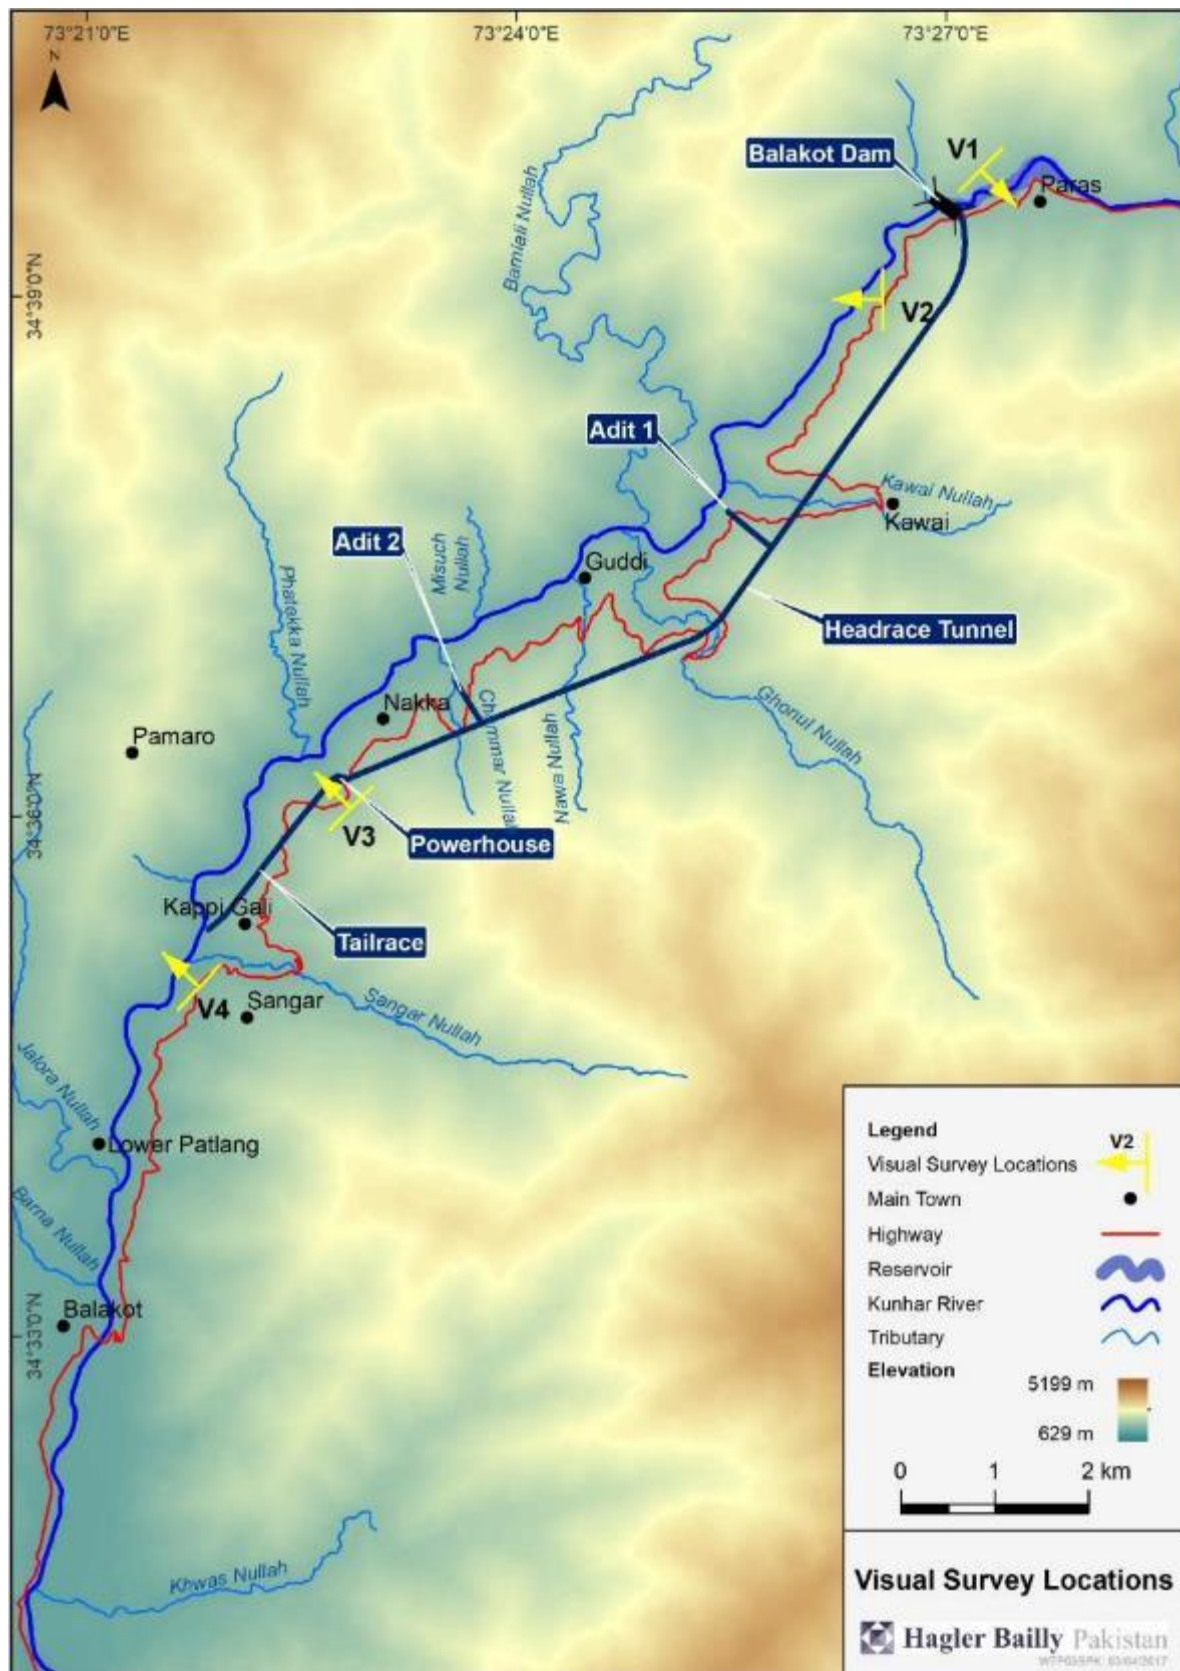 73°21'0"E
73°24'0"E
73°27'0"E
N
Balakot Dam
V1
Paras
Bamiali Nullah
34°39'0"N
V2
Adit 1
Kawai Nullah
Kawai
Adit 2
Misuch
Nullah
Guddi
Phatakka Nullah
Headrace Tunnel
Nakka
Chammar Nullah
Nawa Nullah
Ghonul Nullah
Pamaro
34°36'0"N
V3
Powerhouse
Kappi Gali
Tailrace
V4
Sangar
Sangar Nullah
Jalora Nullah
Lower Patlang
Barna Nullah
Balakot
34°33'0"N
Khwas Nullah
Legend
V2
Visual Survey Locations
Main Town
Highway
Reservoir
Kunhar River
Tributary
Elevation
5199 m
629 m
0 1 2 km
Visual Survey Locations
Hagler Bailly Pakistan